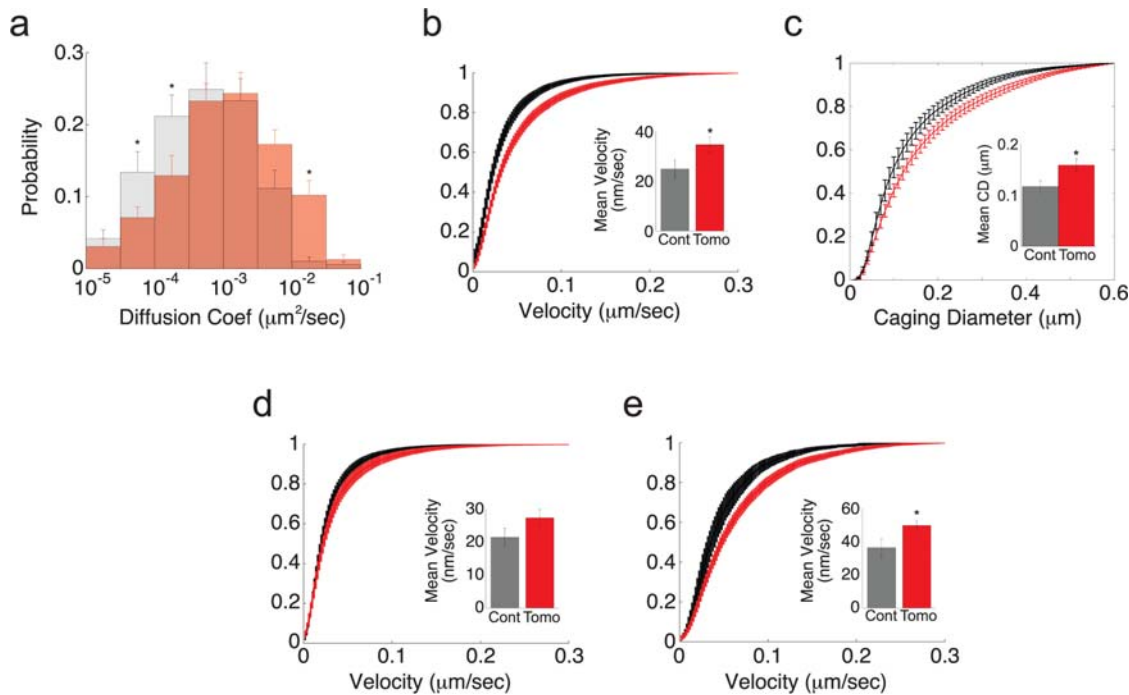 a
0.3
0.2
0.1
0
Probability
* * *
10-5 10-4 10-3 10-2 10-1
Diffusion Coef (μm2/sec)
b
1
0.8
0.6
0.4
0.2
0
0 0.1 0.2 0.3
Velocity (μm/sec)
Mean Velocity
(nm/sec)
40
20
0
*
Cont Tomo
c
1
0.8
0.6
0.4
0.2
0
0 0.2 0.4 0.6
Caging Diameter (μm)
Mean CD (μm)
0.2
0.1
0
*
Cont Tomo
d
1
0.8
0.6
0.4
0.2
0
0.1 0.2 0.3
Velocity (μm/sec)
Mean Velocity
(nm/sec)
30
20
10
0
Cont Tomo
e
1
0.8
0.6
0.4
0.2
0
0 0.1 0.2 0.3
Velocity (μm/sec)
Mean Velocity
(nm/sec)
60
40
20
0
*
Cont Tomo